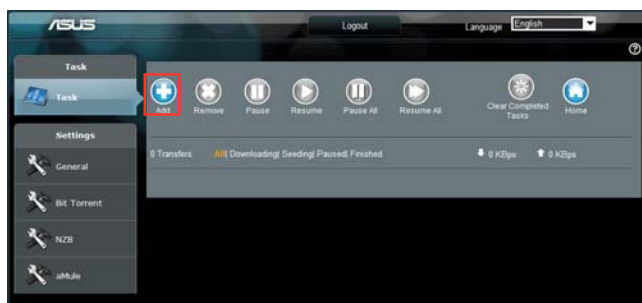 ASUS
Logout
Language English
?
Task
Task
Settings
General
Bit Torrent
NZB
aMule
Add
Remove
Pause
Resume
Pause All
Resume All
Clear Completed
Tasks
Home
0 Transfers All| Downloading| Seeding| Paused| Finished 0 KBps 0 KBps